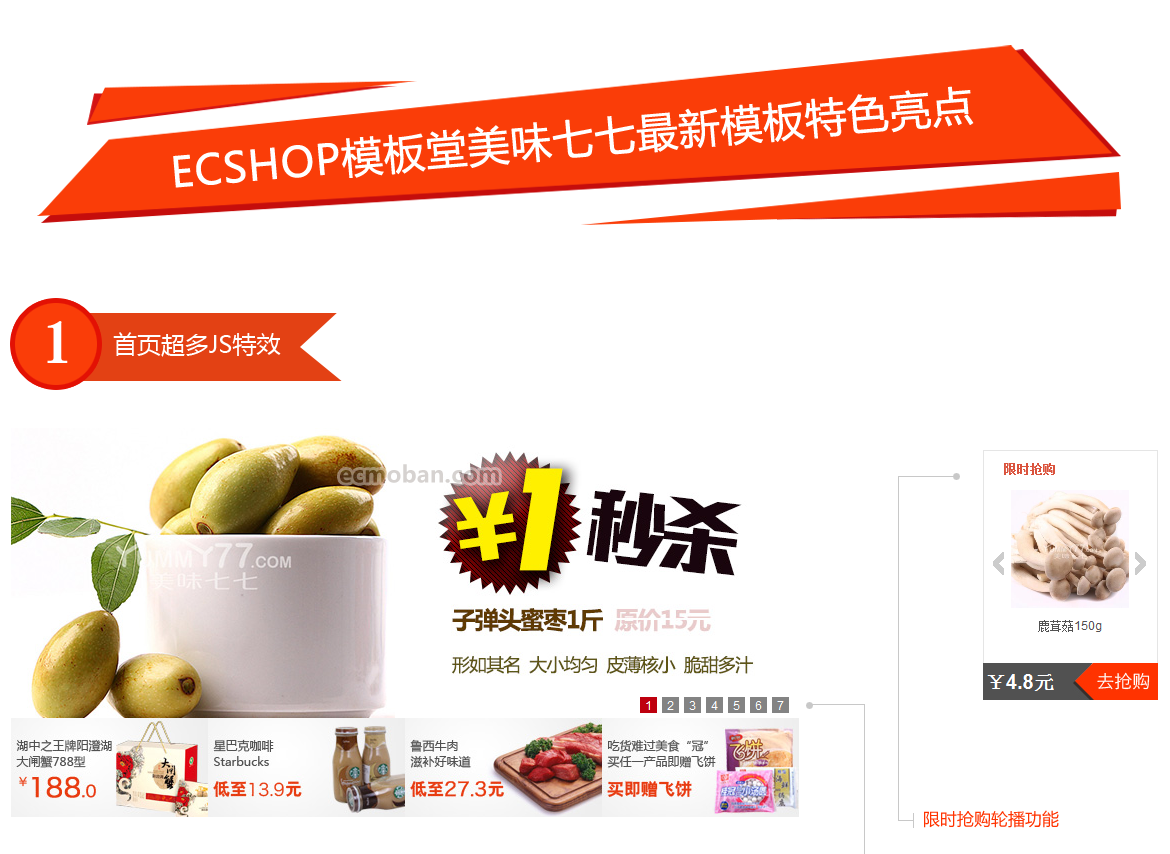 ECSHOP模板堂美味七七最新模板特色亮点
1
首页超多JS特效
ecmoban.com
YUMMY77.COM
美味七七
¥1 秒杀
子弹头蜜枣1斤 原价15元
形如其名 大小均匀 皮薄核小 脆甜多汁
1 2 3 4 5 6 7
湖中之王牌阳澄湖
大闸蟹788型
¥188.0
大闸蟹
星巴克咖啡
Starbucks
低至13.9元
鲁西牛肉
滋补好味道
低至27.3元
吃货难过美食“冠”
买任一产品即赠飞饼
买即赠飞饼
飞饼
限时抢购
鹿茸菇150g
¥4.8元
去抢购
限时抢购轮播功能